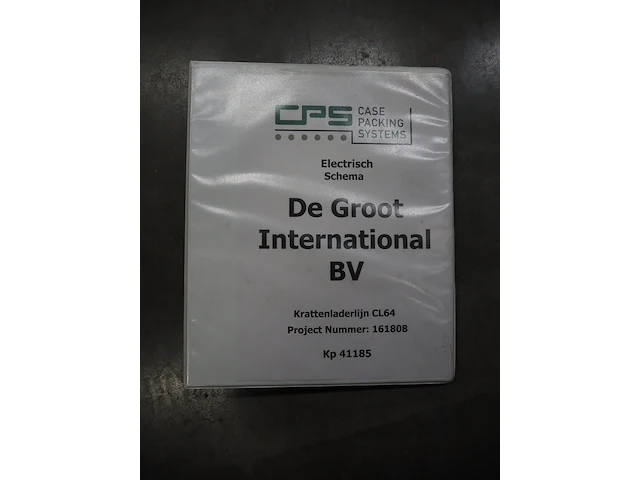 CPS
CASE
PACKING
SYSTEMS
Electrisch
Schema
De Groot
International
BV
Krattenladerlijn CL64
Project Nummer: 161808
Kp 41185